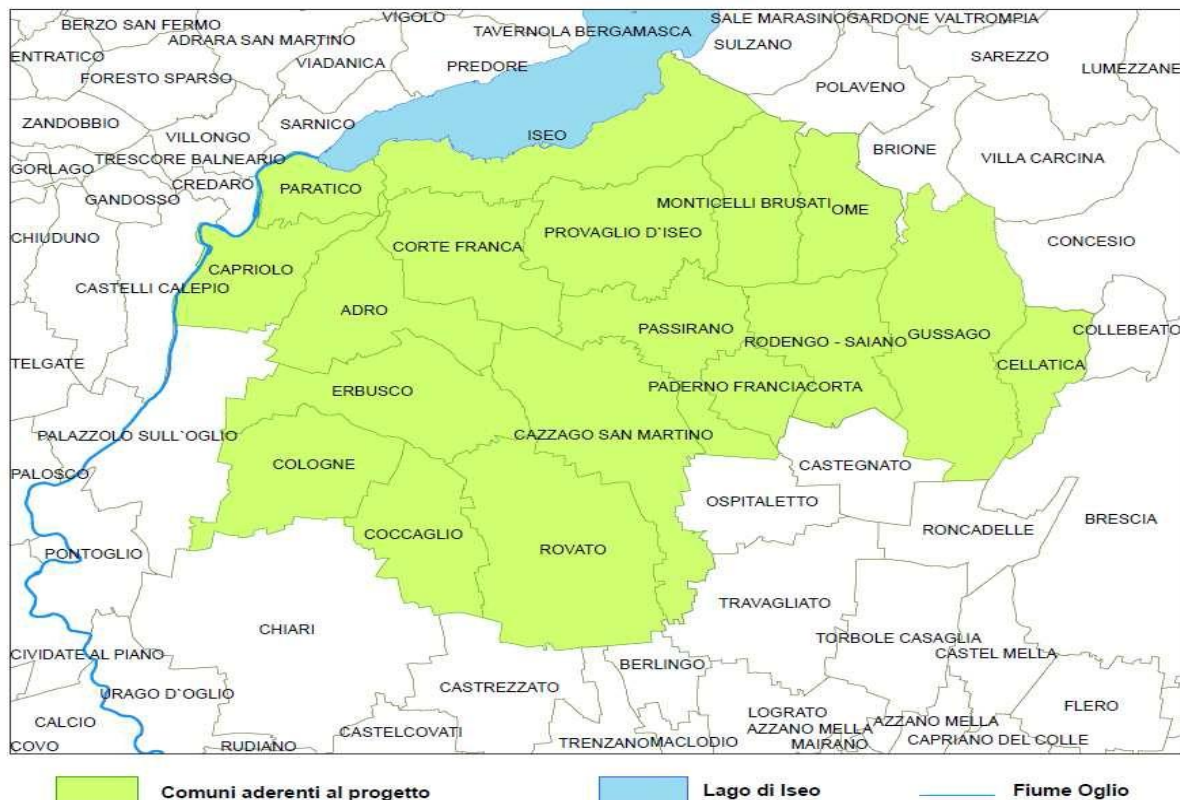 BERZO SAN FERMO
VIGOLO
SALE MARASINO
GARDONE VALTROMPIA
TAVERNOLA BERGAMASCA
ADRARA SAN MARTINO
SULZANO
ENTRATICO
VIADANICA
PREDORE
SAREZZO
LUMEZZANE
FORESTO SPARSO
POLAVENO
ZANDOBBIO
SARNICO
VILLONGO
ISEO
BRIONE
VILLA CARCINA
TRESCORE BALNEARIO
GORLAGO
CREDARO
PARATICO
GANDOSSO
MONTICELLI BRUSATI
OME
CHIUDUNO
CORTE FRANCA
PROVAGLIO D`ISEO
CONCESIO
CAPRIOLO
CASTELLI CALEPIO
ADRO
PASSIRANO
RODENGO - SAIANO
GUSSAGO
COLLEBEATO
TELGATE
CELLATICA
ERBUSCO
PADERNO FRANCIACORTA
PALAZZOLO SULL`OGLIO
CAZZAGO SAN MARTINO
COLOGNE
CASTEGNATO
PALOSCO
OSPITALETTO
COCCAGLIO
RONCADELLE
BRESCIA
PONTOGLIO
ROVATO
TRAVAGLIATO
CHIARI
TORBOLE CASAGLIA
CIVIDATE AL PIANO
CASTEL MELLA
BERLINGO
URAGO D`OGLIO
CASTREZZATO
FLERO
LOGRATO
CALCIO
AZZANO MELLA
AZZANO MELLA
CASTELCOVATI
COVO
RUDIANO
TRENZANO
MACLODIO
MAIRANO
CAPRIANO DEL COLLE
Comuni aderenti al progetto
Lago di Iseo
Fiume Oglio